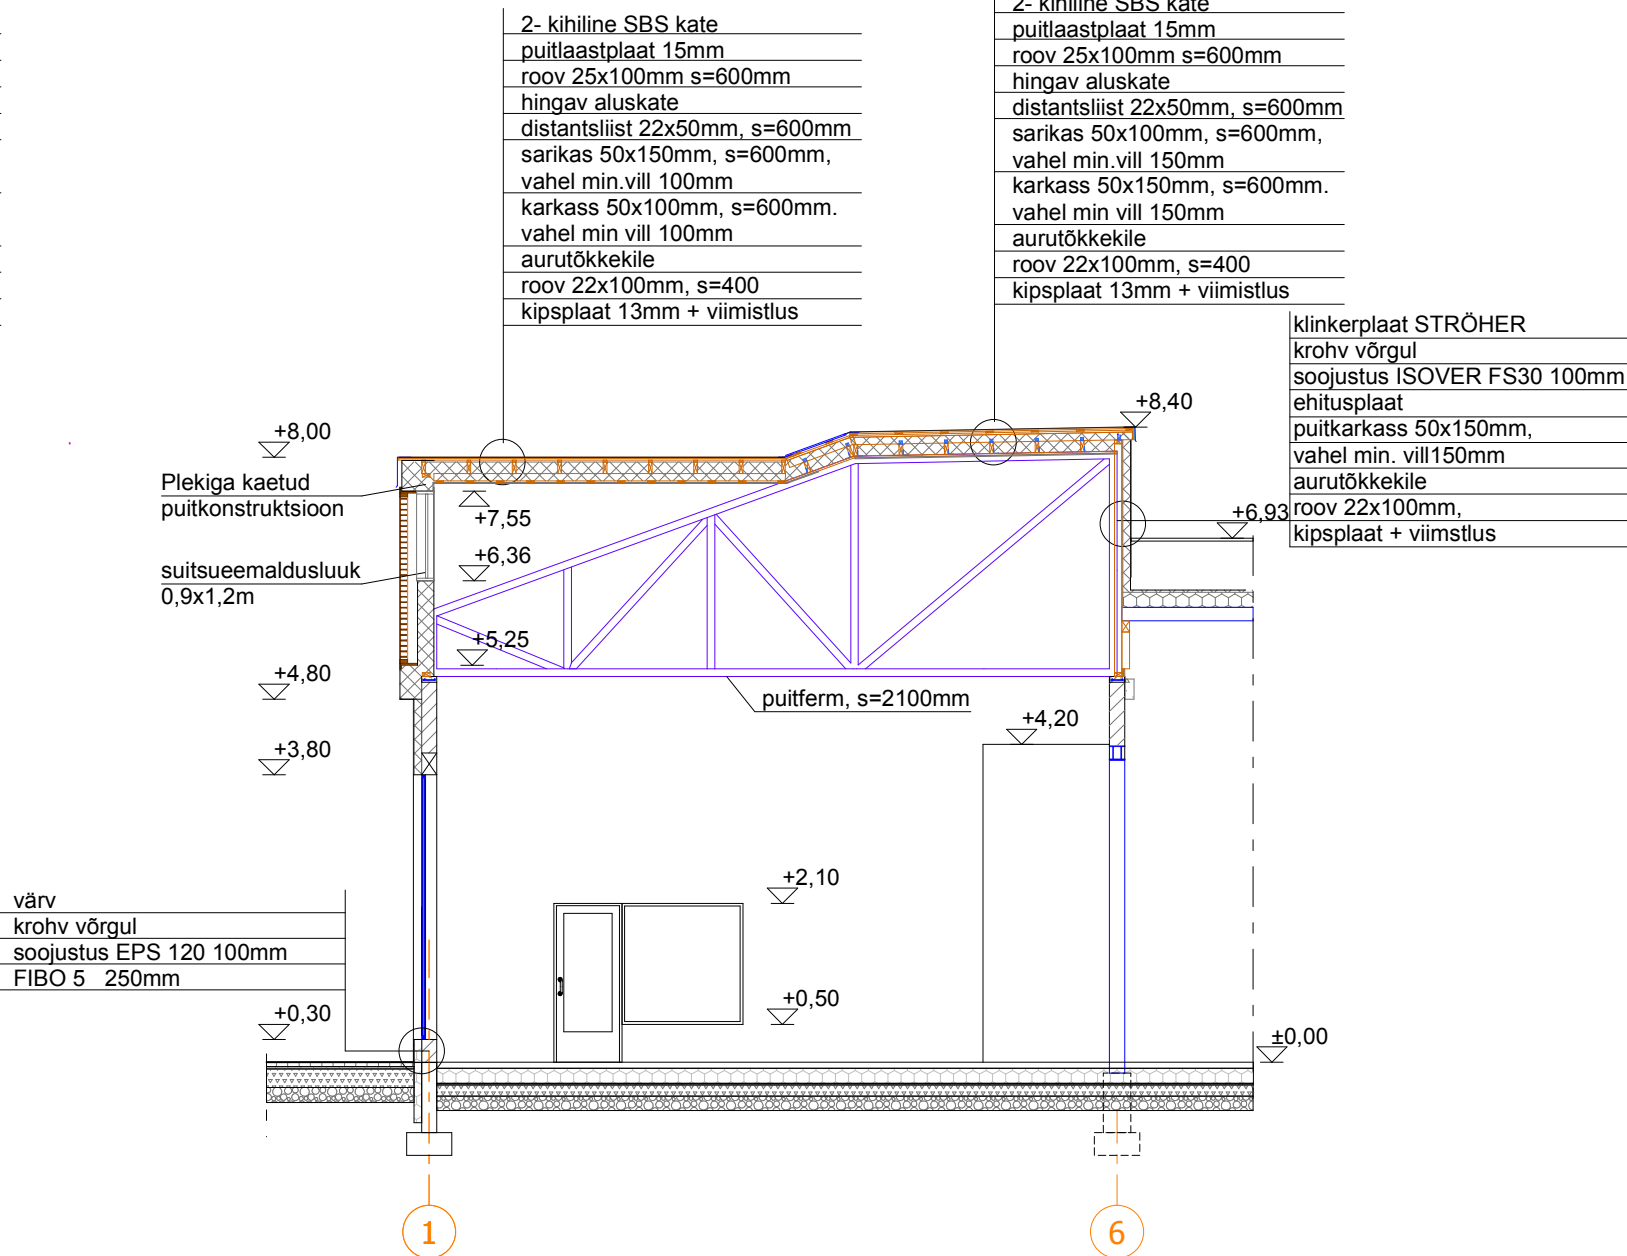 2- kihiline SBS kate
puitlaastplaat 15mm
roov 25x100mm s=600mm
hingav aluskate
distantsliist 22x50mm, s=600mm
sarikas 50x150mm, s=600mm,
vahel min.vill 100mm
karkass 50x100mm, s=600mm.
vahel min vill 100mm
aurutõkkekile
roov 22x100mm, s=400
kipsplaat 13mm + viimistlus
2- kihiline SBS kate
puitlaastplaat 15mm
roov 25x100mm s=600mm
hingav aluskate
distantsliist 22x50mm, s=600mm
sarikas 50x100mm, s=600mm,
vahel min.vill 150mm
karkass 50x150mm, s=600mm.
vahel min vill 150mm
aurutõkkekile
roov 22x100mm, s=400
kipsplaat 13mm + viimistlus
klinkerplaat STRÖHER
krohv võrgul
soojustus ISOVER FS30 100mm
ehitusplaat
puitkarkass 50x150mm,
vahel min. vill150mm
aurutõkkekile
roov 22x100mm,
kipsplaat + viimstlus
+8,40
+8,00
Plekiga kaetud
puitkonstruktsioon
+7,55
+6,93
+6,36
suitsueemaldusluuk
0,9x1,2m
+5,25
+4,80
puitferm, s=2100mm
+4,20
+3,80
+2,10
värv
krohv võrgul
soojustus EPS 120 100mm
FIBO 5 250mm
+0,50
+0,30
±0,00
1
6